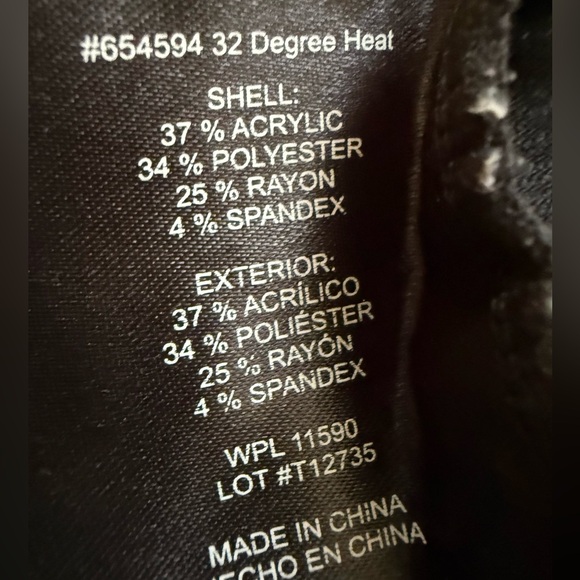 #654594 32 Degree Heat
SHELL:
37 % ACRYLIC
34 % POLYESTER
25 % RAYON
4 % SPANDEX
EXTERIOR:
37 % ACRÍLICO
34 % POLIÉSTER
25 % RAYÓN
4 % SPANDEX
WPL 11590
LOT #T12735
MADE IN CHINA
HECHO EN CHINA